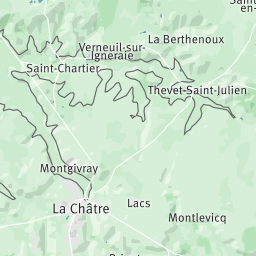 La Berthenoux
Verneuil-sur-
Igneraie
Saint-Chartier
Thevet-Saint-Julien
Montgivray
La Châtre
Lacs
Montlevicq